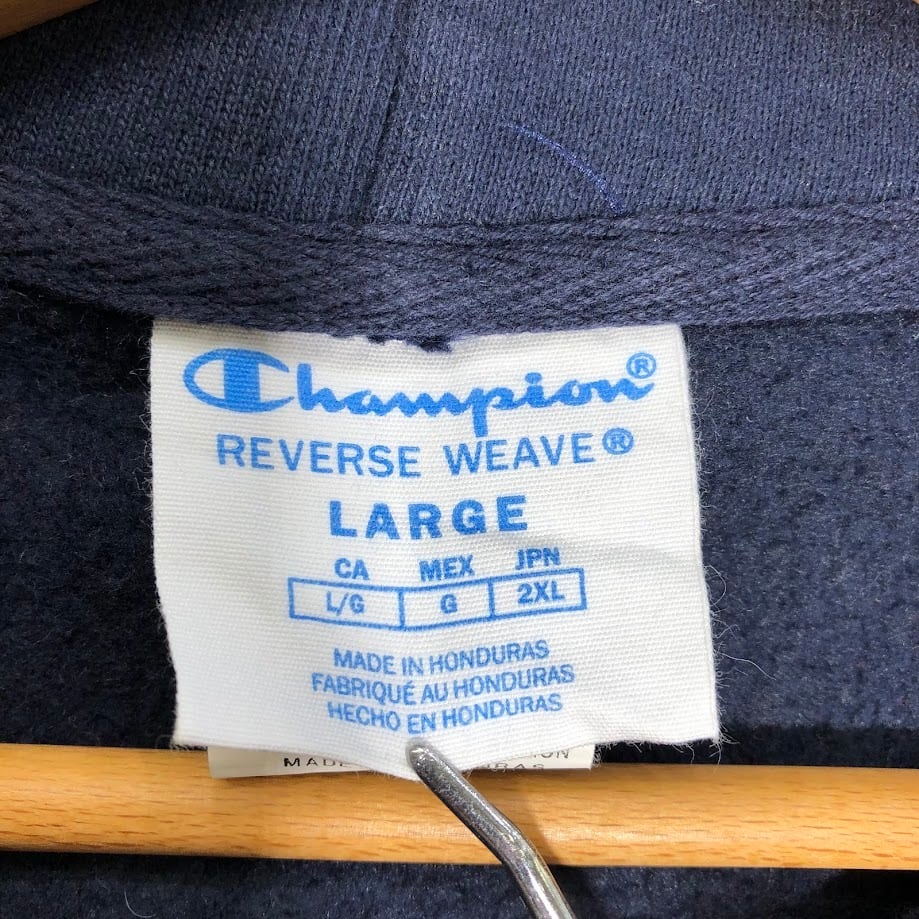 Champion®
REVERSE WEAVE®
LARGE
CA MEX JPN
L/G G 2XL
MADE IN HONDURAS
FABRIQUÉ AU HONDURAS
HECHO EN HONDURAS